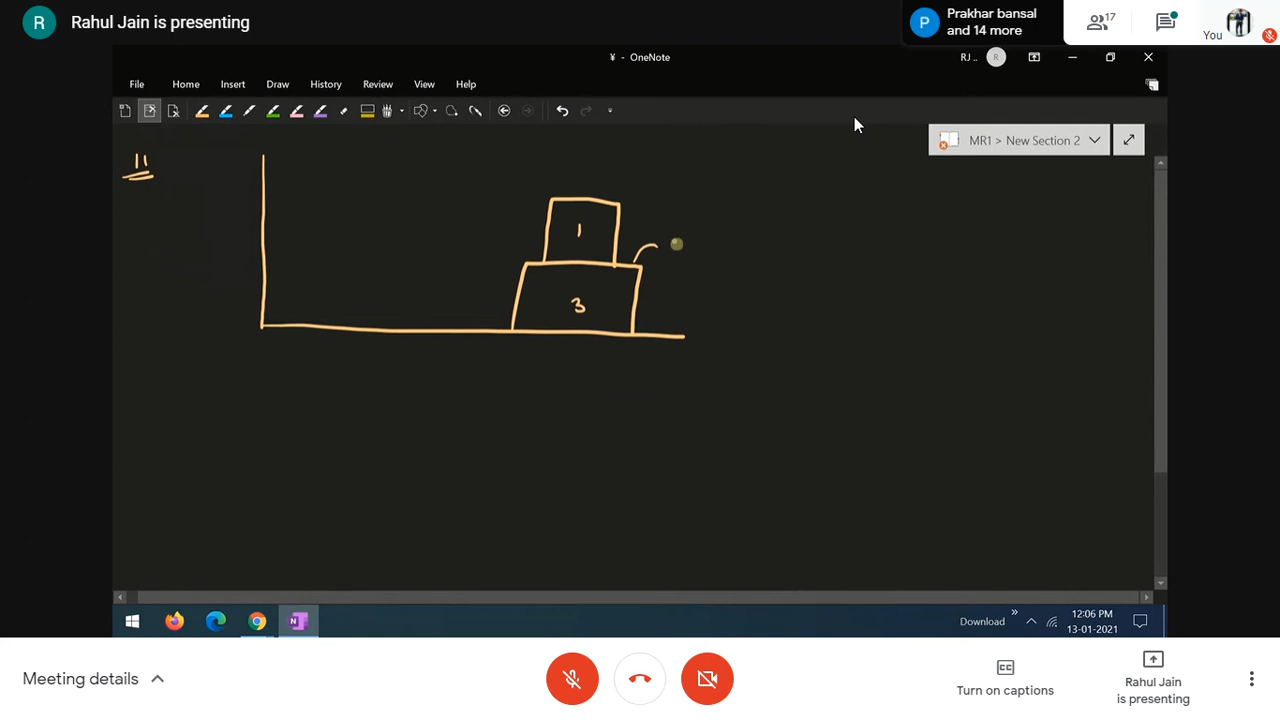 R Rahul Jain is presenting
P Prakhar bansal and 14 more
17
You
¥ - OneNote
RJ .. R
File Home Insert Draw History Review View Help
MR1 > New Section 2
11
1
3
Download
»
12:06 PM
13-01-2021
Meeting details
CC
Turn on captions
Rahul Jain
is presenting